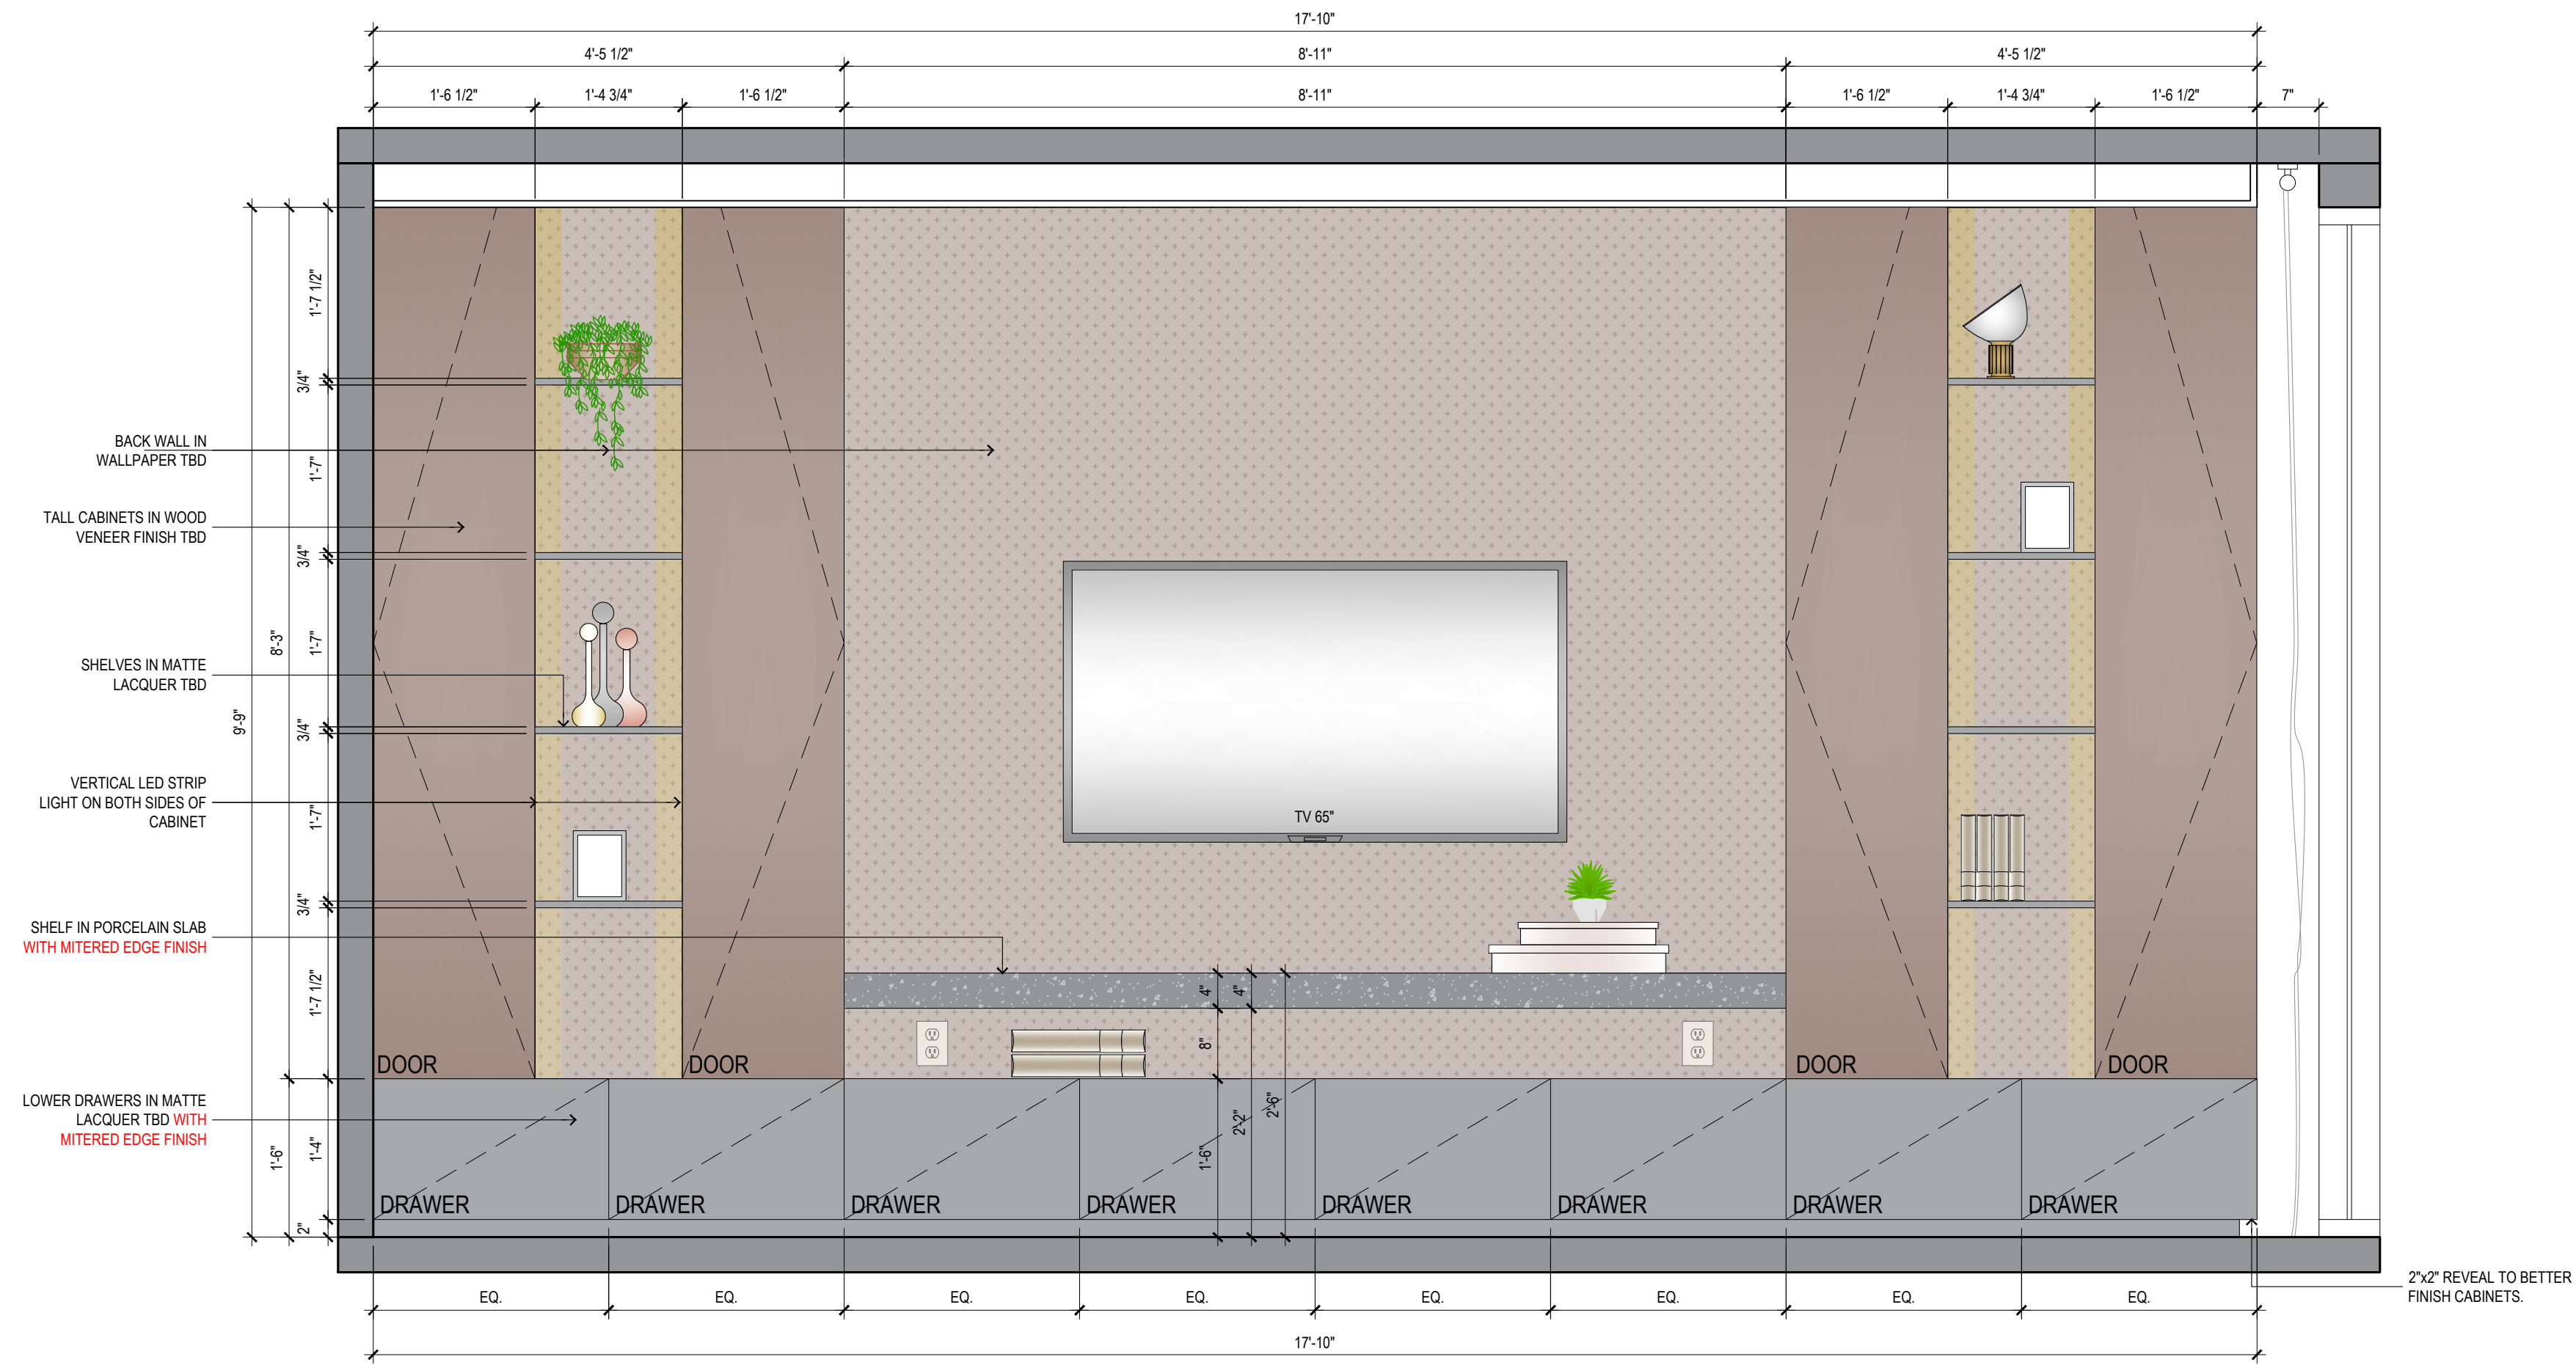 17'-10"
4'-5 1/2"
8'-11"
4'-5 1/2"
1'-6 1/2"
1'-4 3/4"
1'-6 1/2"
8'-11"
1'-6 1/2"
1'-4 3/4"
1'-6 1/2"
7"
9'-9"
8'-3"
1'-6"
1'-7 1/2"
3/4"
1'-7"
3/4"
1'-7"
3/4"
1'-7"
3/4"
1'-7 1/2"
1'-4"
2"
BACK WALL IN
WALLPAPER TBD
TALL CABINETS IN WOOD
VENEER FINISH TBD
SHELVES IN MATTE
LACQUER TBD
VERTICAL LED STRIP
LIGHT ON BOTH SIDES OF
CABINET
SHELF IN PORCELAIN SLAB
WITH MITERED EDGE FINISH
LOWER DRAWERS IN MATTE
LACQUER TBD WITH
MITERED EDGE FINISH
TV 65"
4"
4"
8"
1'-6"
2'-2"
2'-6"
DOOR
DOOR
DOOR
DOOR
DRAWER
DRAWER
DRAWER
DRAWER
DRAWER
DRAWER
DRAWER
DRAWER
2"x2" REVEAL TO BETTER
FINISH CABINETS.
EQ.
EQ.
EQ.
EQ.
EQ.
EQ.
EQ.
EQ.
17'-10"